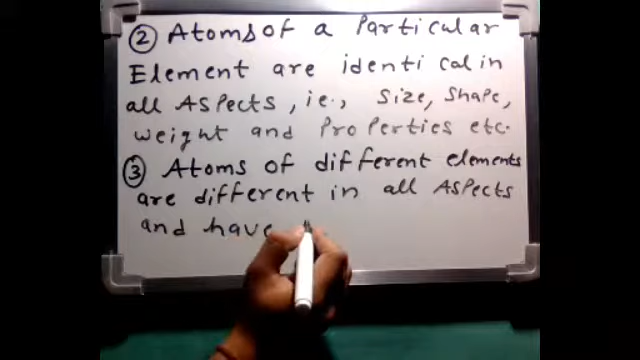 ② Atoms of a Particular
Element are identical in
all Aspects, ie., Size, Shape,
weight and Properties etc.
③ Atoms of different elements
are different in all Aspects
and have